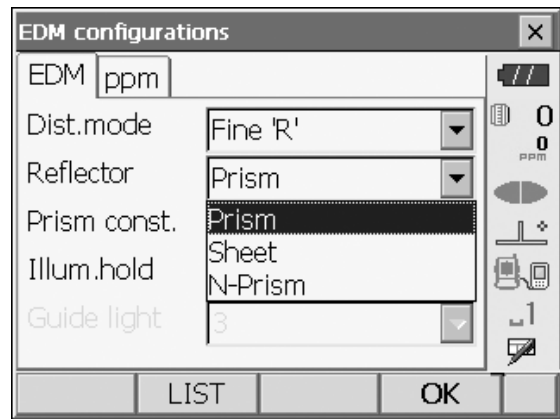 EDM configurations
EDM ppm
Dist.mode Fine 'R'
0
0
PPM
Reflector Prism
Prism const. Prism
Sheet
Illum.hold N-Prism
Guide light 3
1
LIST OK